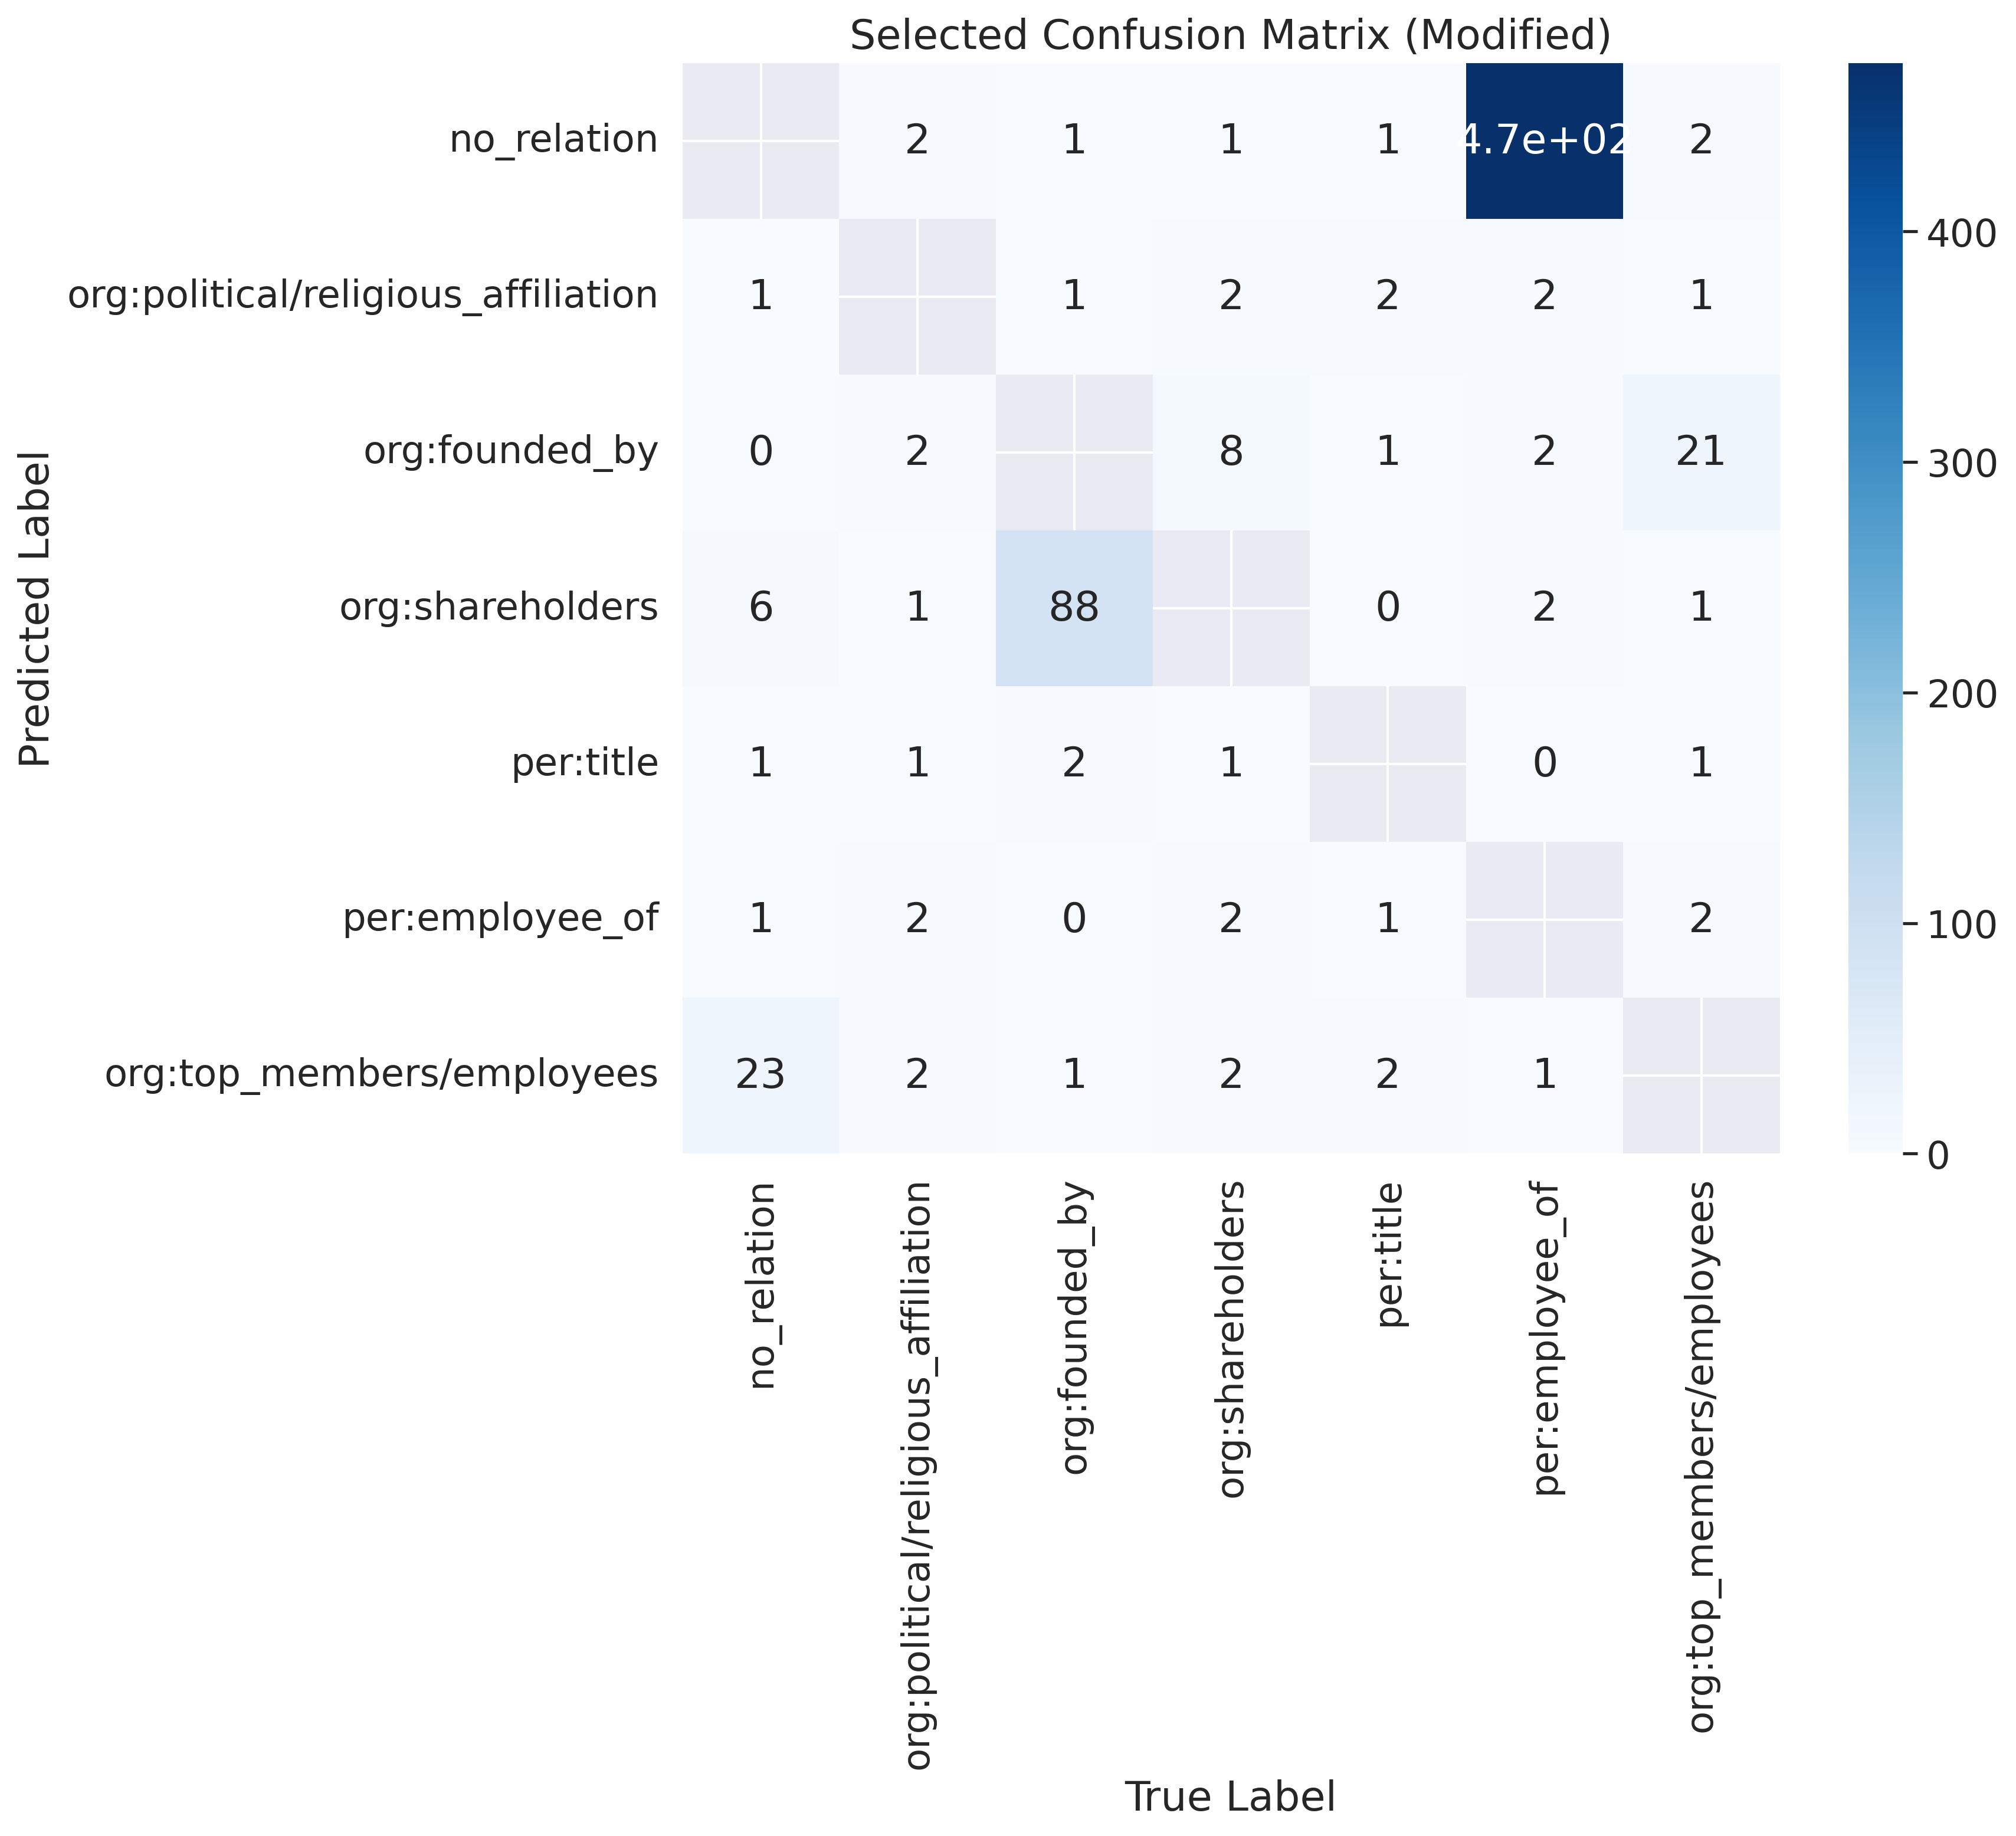 Selected Confusion Matrix (Modified)
Predicted Label
no_relation 2 1 1 1 4.7e+02 2
org:political/religious_affiliation 1 1 2 2 2 1
org:founded_by 0 2 8 1 2 21
org:shareholders 6 1 88 0 2 1
per:title 1 1 2 1 0 1
per:employee_of 1 2 0 2 1 2
org:top_members/employees 23 2 1 2 2 1
no_relation
org:political/religious_affiliation
org:founded_by
org:shareholders
per:title
per:employee_of
org:top_members/employees
True Label
400
300
200
100
0